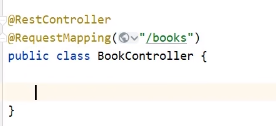 @RestController
@RequestMapping("/books")
public class BookController {
}